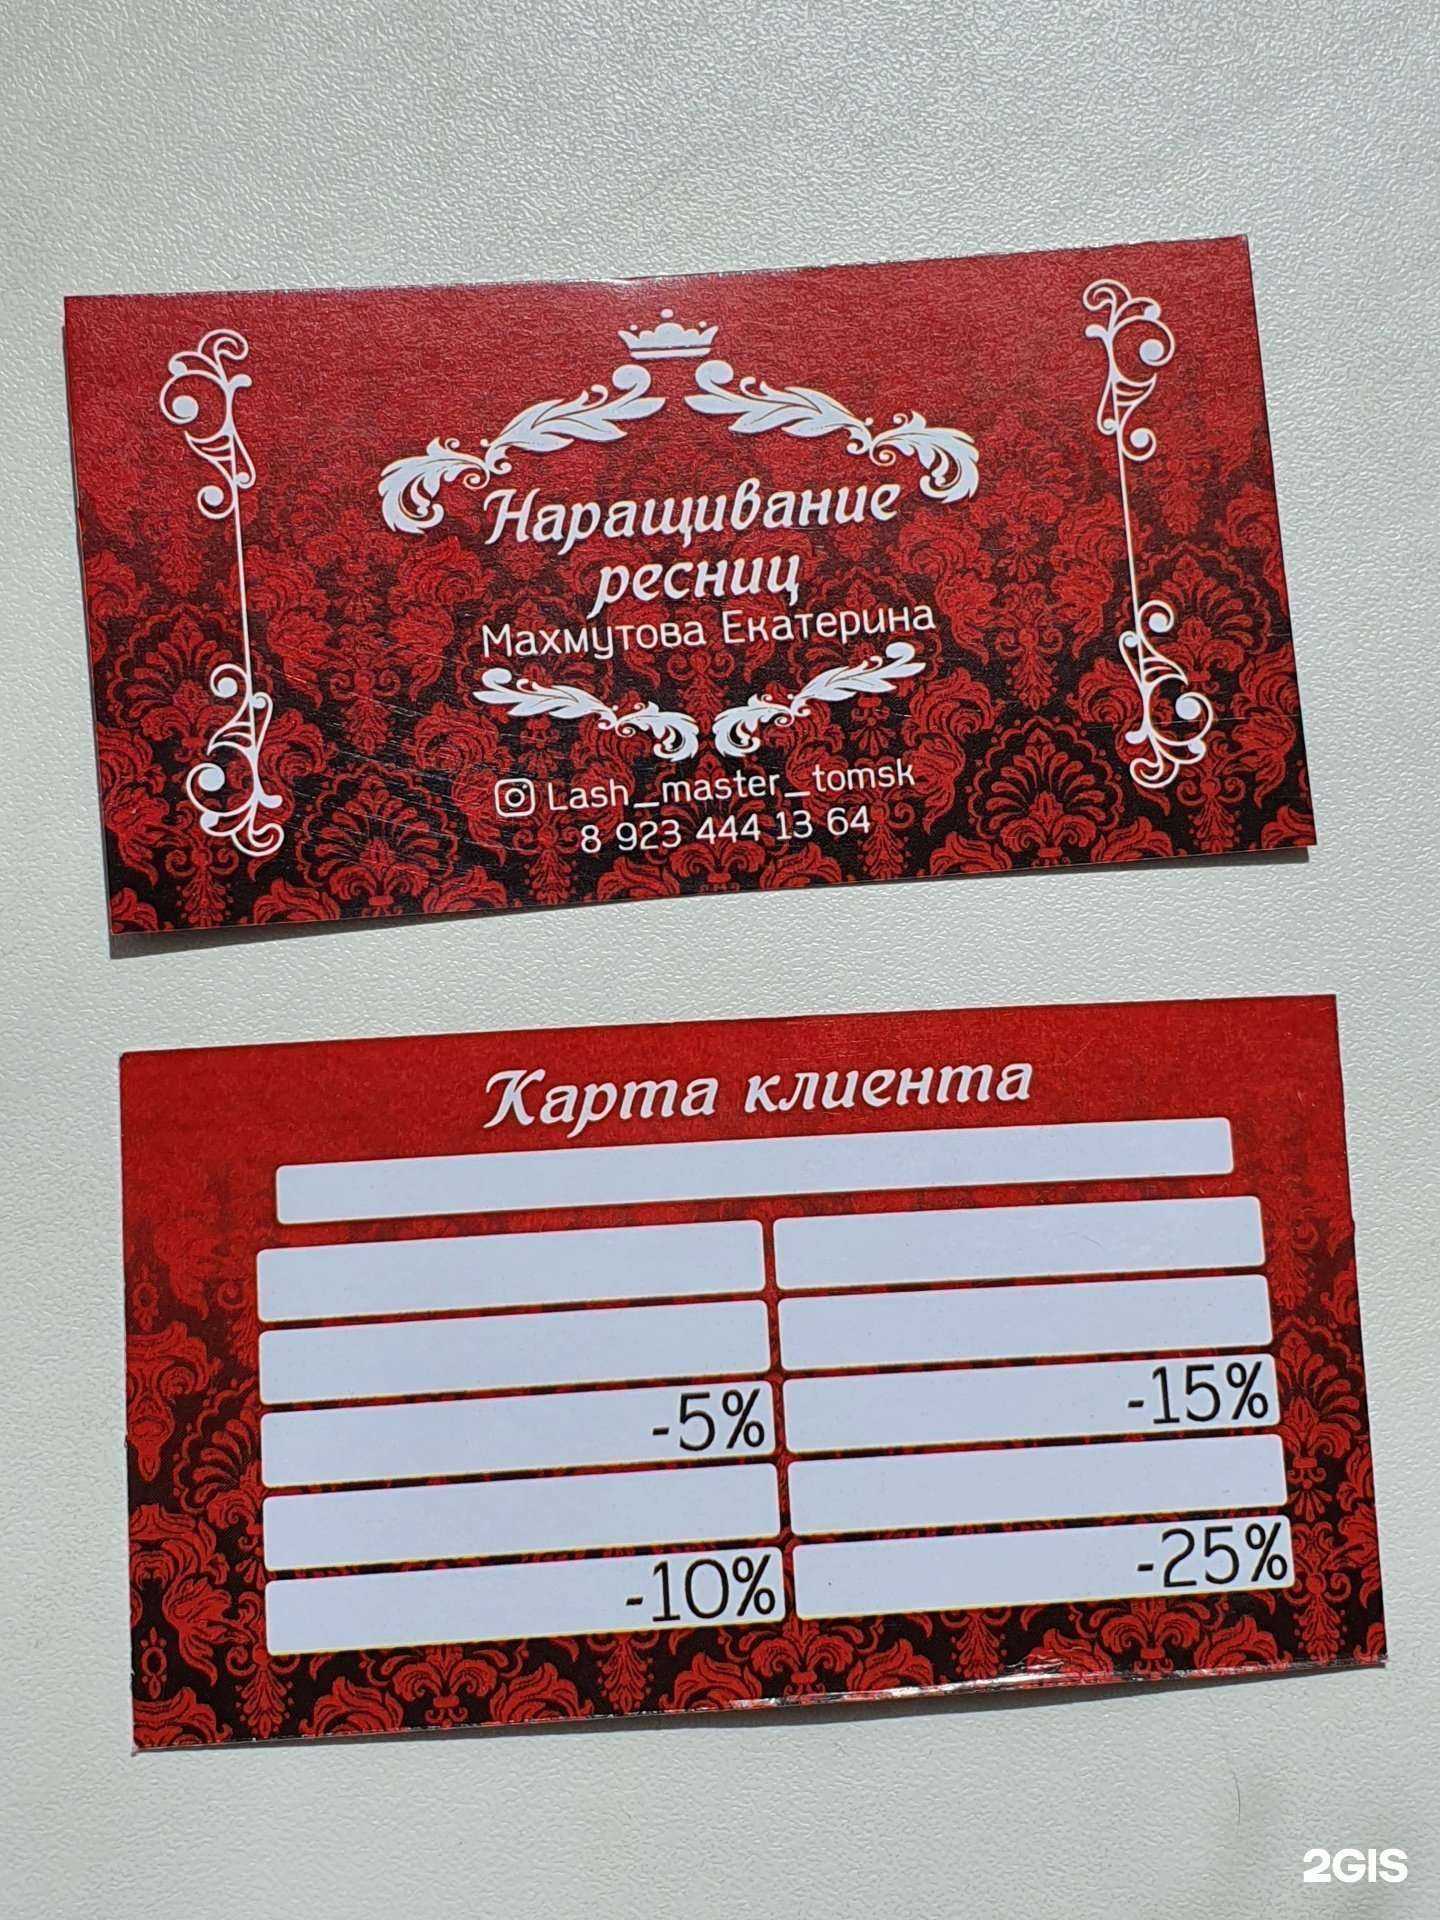 Наращивание
ресниц
Махмутова Екатерина
Lash_master_tomsk
8 923 444 13 64
Карта клиента
-5%
-15%
-10%
-25%
2GIS